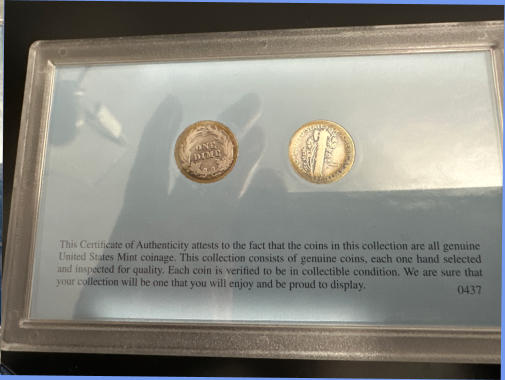 ONE
DIME
This Certificate of Authenticity attests to the fact that the coins in this collection are all genuine
United States Mint coinage. This collection consists of genuine coins, each one hand selected
and inspected for quality. Each coin is verified to be in collectible condition. We are sure that
your collection will be one that you will enjoy and be proud to display.
0437